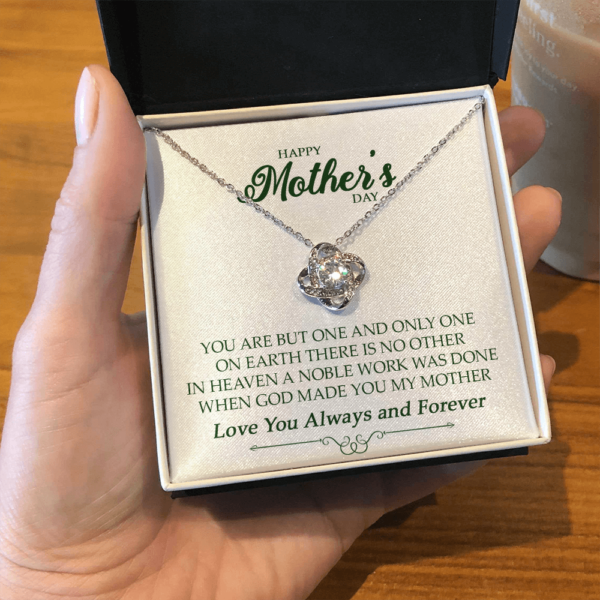 HAPPY
Mother's
DAY
YOU ARE BUT ONE AND ONLY ONE
ON EARTH THERE IS NO OTHER
IN HEAVEN A NOBLE WORK WAS DONE
WHEN GOD MADE YOU MY MOTHER
Love You Always and Forever